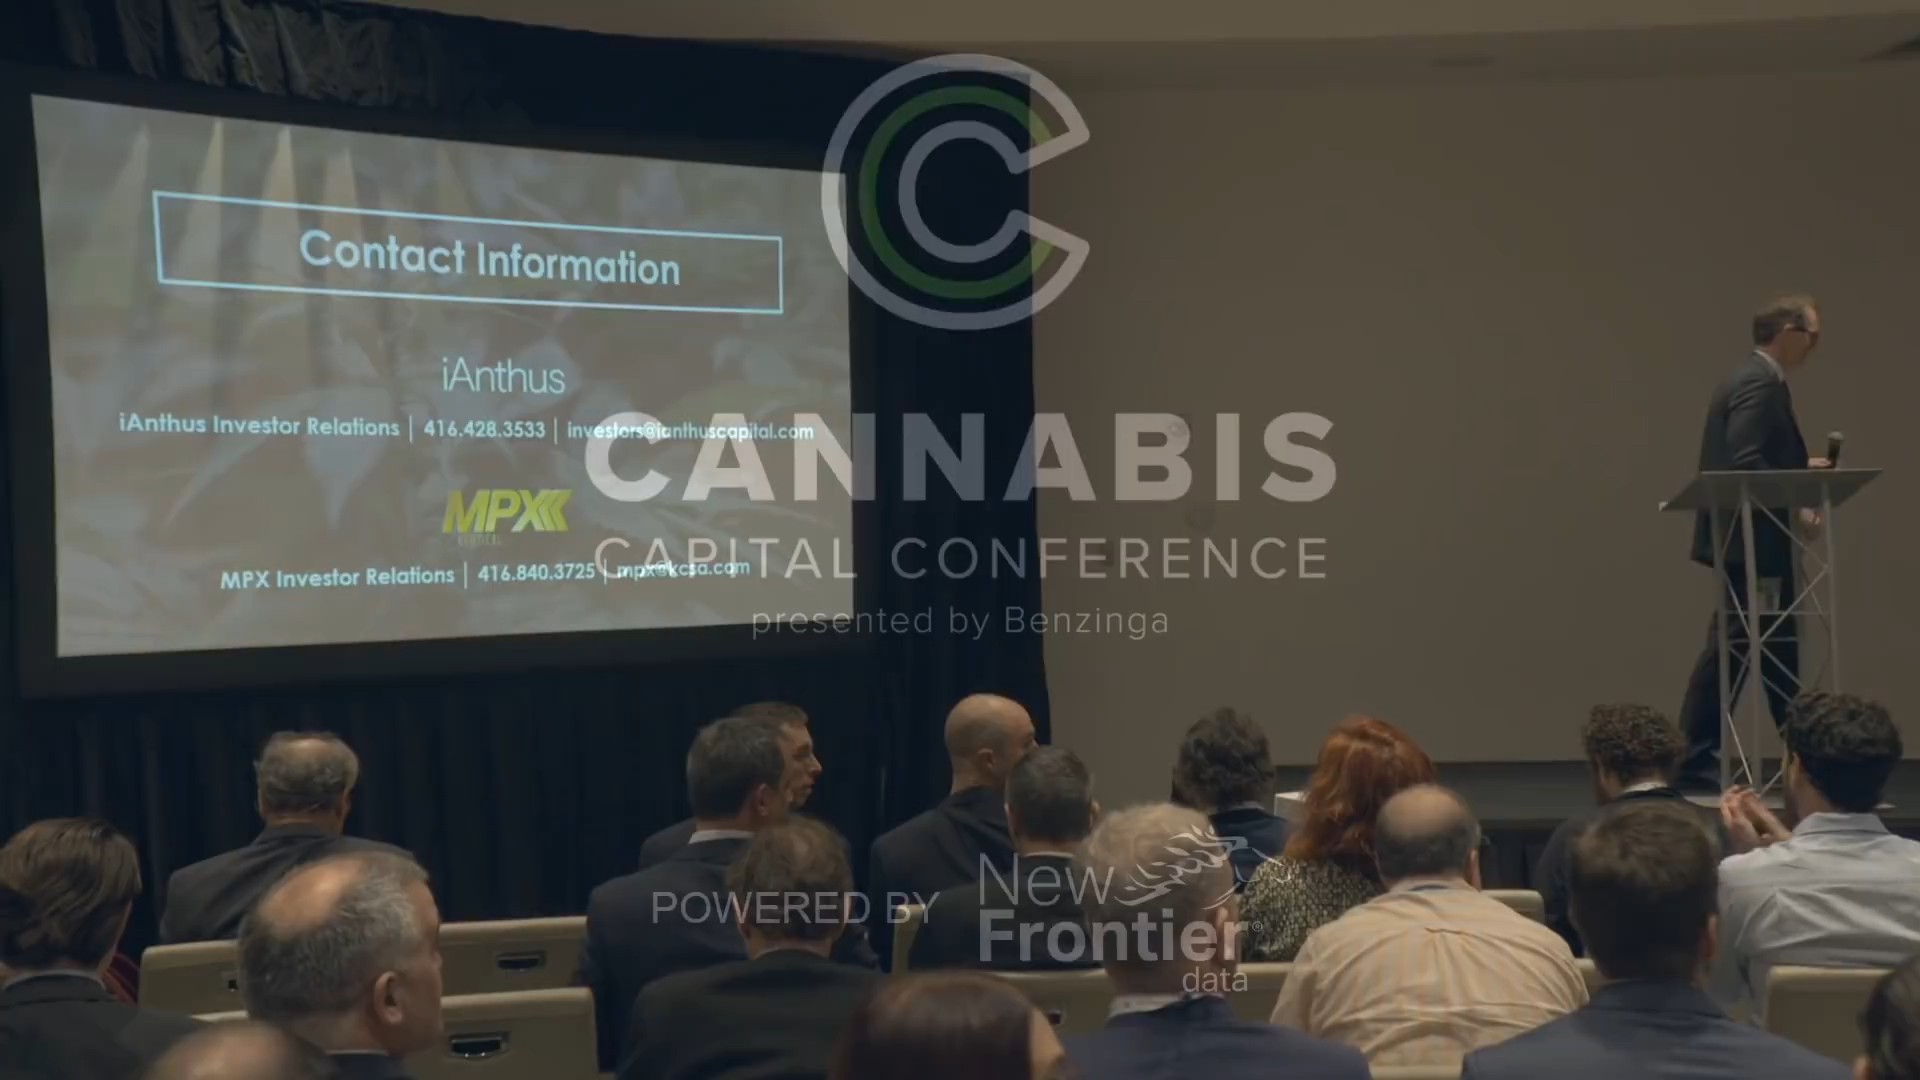 Contact Information
iAnthus
iAnthus Investor Relations | 416.428.3533 | investors@ianthuscapital.com
MPX
MPX Investor Relations | 416.840.3725 | mpx@kcsa.com
CANNABIS
CAPITAL CONFERENCE
presented by Benzinga
POWERED BY
New
Frontier®
data